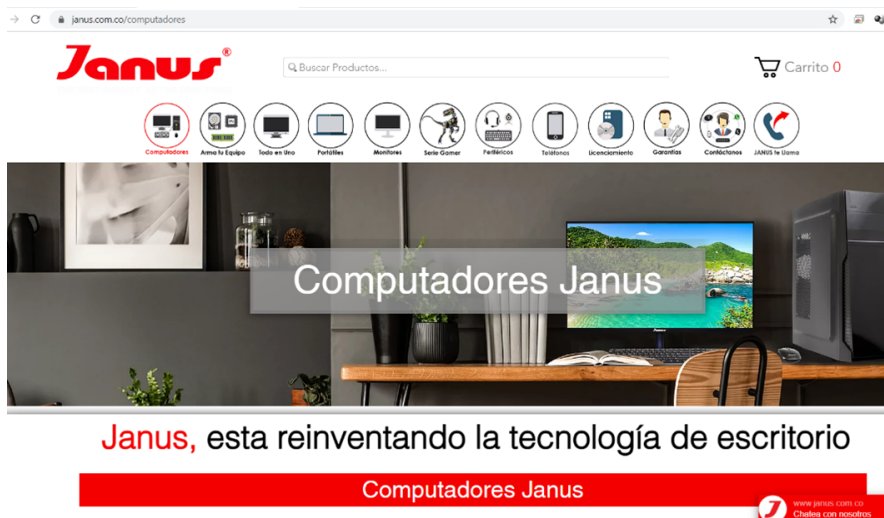 janus.com.co/computadores
Janus®
Buscar Productos...
Carrito 0
Computadores
Arma tu Equipo
Todo en Uno
Portátiles
Monitores
Serie Gamer
Periféricos
Teléfonos
Licenciamiento
Garantías
Contáctanos
JANUS te Llama
Computadores Janus
Janus, esta reinventando la tecnología de escritorio
Computadores Janus
www.janus.com.co
Chatea con nosotros